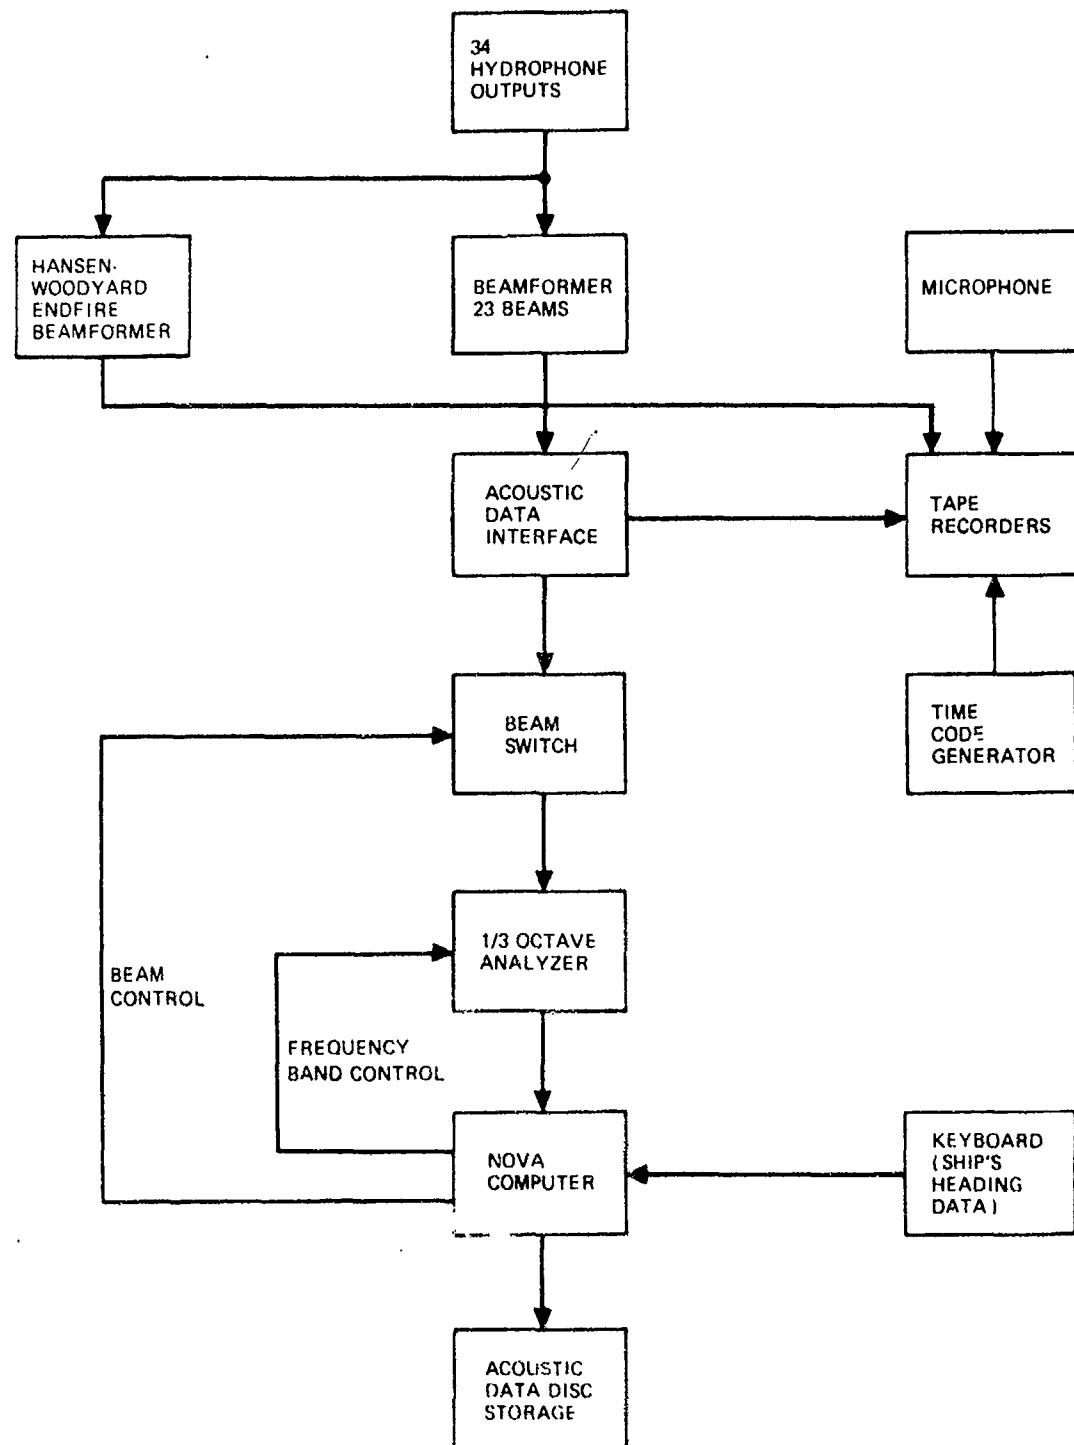 34
HYDROPHONE
OUTPUTS
HANSEN-
WOODYARD
ENDFIRE
BEAMFORMER
BEAMFORMER
23 BEAMS
MICROPHONE
ACOUSTIC
DATA
INTERFACE
TAPE
RECORDERS
BEAM
SWITCH
TIME
CODE
GENERATOR
1/3 OCTAVE
ANALYZER
BEAM
CONTROL
FREQUENCY
BAND CONTROL
NOVA
COMPUTER
KEYBOARD
(SHIP'S
HEADING
DATA)
ACOUSTIC
DATA DISC
STORAGE